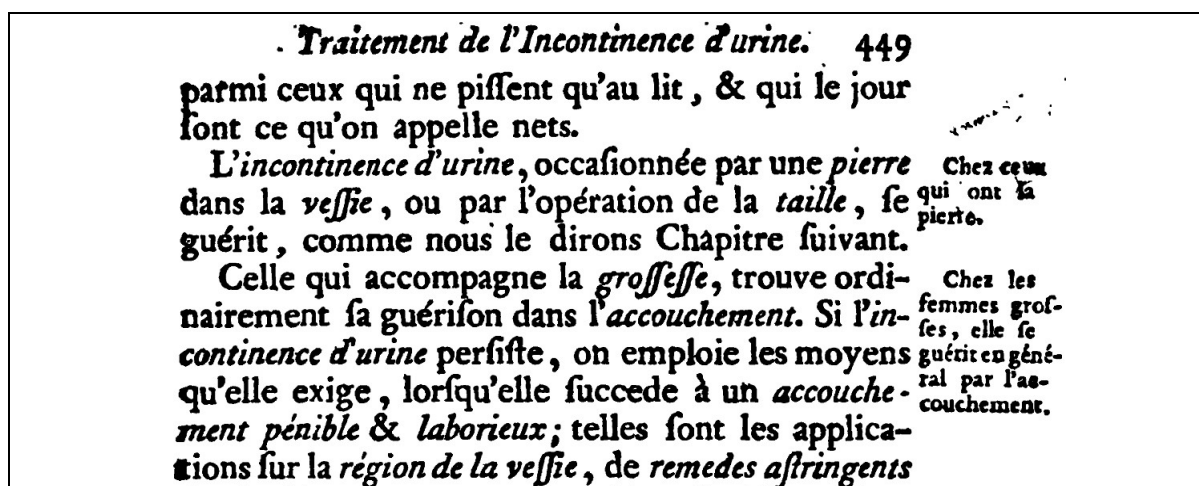 Traitement de l'Incontinence d'urine. 449
parmi ceux qui ne piſſent qu'au lit, & qui le jour
ſont ce qu'on appelle nets.
L'incontinence d'urine, occaſionnée par une pierre
dans la veſſie, ou par l'opération de la taille, ſe
guérit, comme nous le dirons Chapitre ſuivant.
Celle qui accompagne la groſſeſſe, trouve ordi-
nairement ſa guériſon dans l'accouchement. Si l'in-
continence d'urine perſiſte, on emploie les moyens
qu'elle exige, lorſqu'elle ſuccede à un accouche-
ment pénible & laborieux; telles ſont les applica-
tions ſur la région de la veſſie, de remedes aſtringents
Chez ceux
qui ont la
pierre.
Chez les
femmes groſ-
ſes, elle ſe
guérit en géné-
ral par l'ac-
couchement.